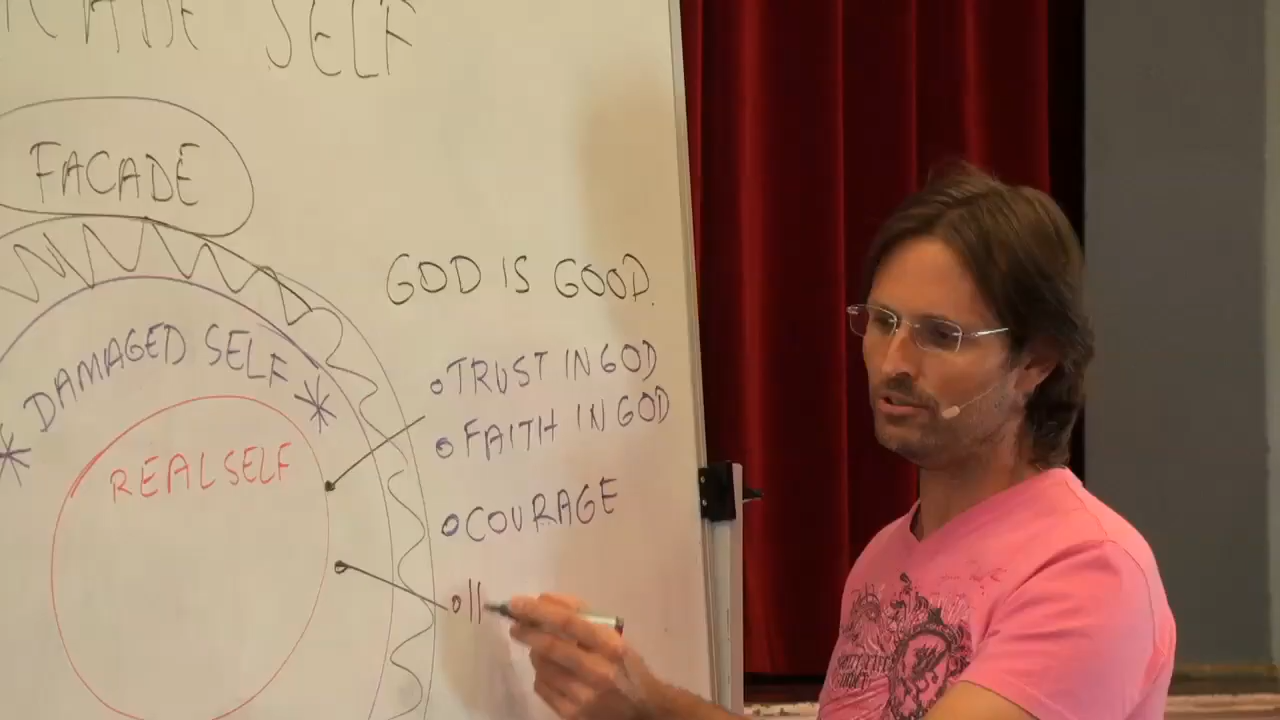 SELF
FACADE
GOD IS GOOD.
DAMAGED SELF
TRUST IN GOD
FAITH IN GOD
REAL SELF
COURAGE